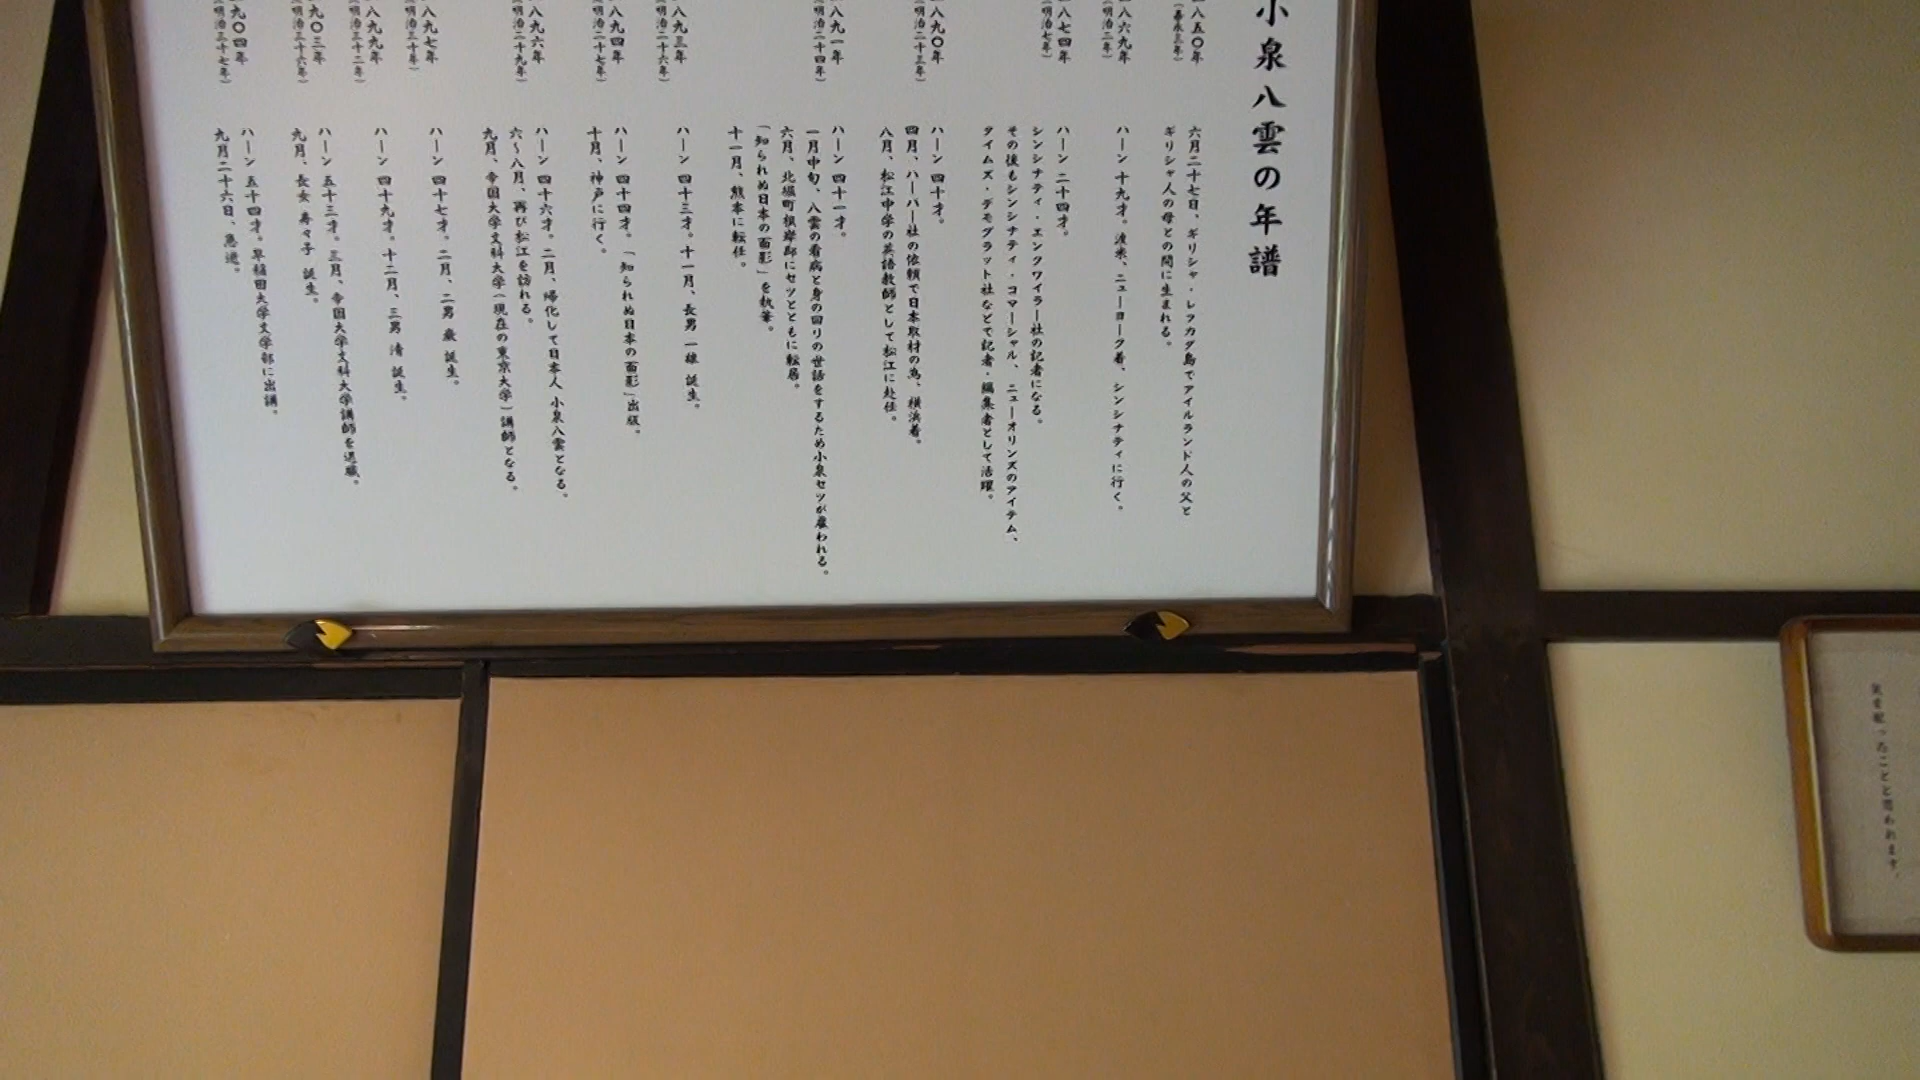 小泉八雲の年譜
八五〇年
(嘉永三年)
六月二十七日、ギリシャ・レフカダ島でアイルランド人の父と
ギリシャ人の母との間に生まれる。
八六九年
(明治二年)
ハーン 十九才。渡米、ニューヨーク着、シンシナティに行く。
八七四年
(明治七年)
ハーン 二十四才。
シンシナティ・エンクワイラー社の記者になる。
その後もシンシナティ・コマーシャル、ニューオリンズのアイテム、
タイムズ・デモクラット社などで記者・編集者として活躍。
八九〇年
(明治二十三年)
ハーン 四十才。
四月、ハーパー社の依頼で日本取材の為、横浜着。
八月、松江中学の英語教師として松江に赴任。
八九一年
(明治二十四年)
ハーン 四十一才。
一月中旬、八雲の看病と身の回りの世話をするため小泉セツが雇われる。
六月、北堀町根岸邸にセツとともに転居。
「知られぬ日本の面影」を執筆。
十一月、熊本に転任。
八九三年
(明治二十六年)
ハーン 四十三才。十一月、長男 一雄 誕生。
八九四年
(明治二十七年)
ハーン 四十四才。「知られぬ日本の面影」出版。
十月、神戸に行く。
八九六年
(明治二十九年)
ハーン 四十六才。二月、帰化して日本人 小泉八雲となる。
六〜八月、再び松江を訪れる。
九月、帝国大学文科大学(現在の東京大学)講師となる。
八九七年
(明治三十年)
ハーン 四十七才。二月、二男 巌 誕生。
八九九年
(明治三十二年)
ハーン 四十九才。十二月、三男 清 誕生。
九〇三年
(明治三十六年)
ハーン 五十三才。三月、帝国大学文科大学講師を退職。
九月、長女 寿々子 誕生。
九〇四年
(明治三十七年)
ハーン 五十四才。早稲田大学文学部に出講。
九月二十六日、急逝。
ることと思われます。